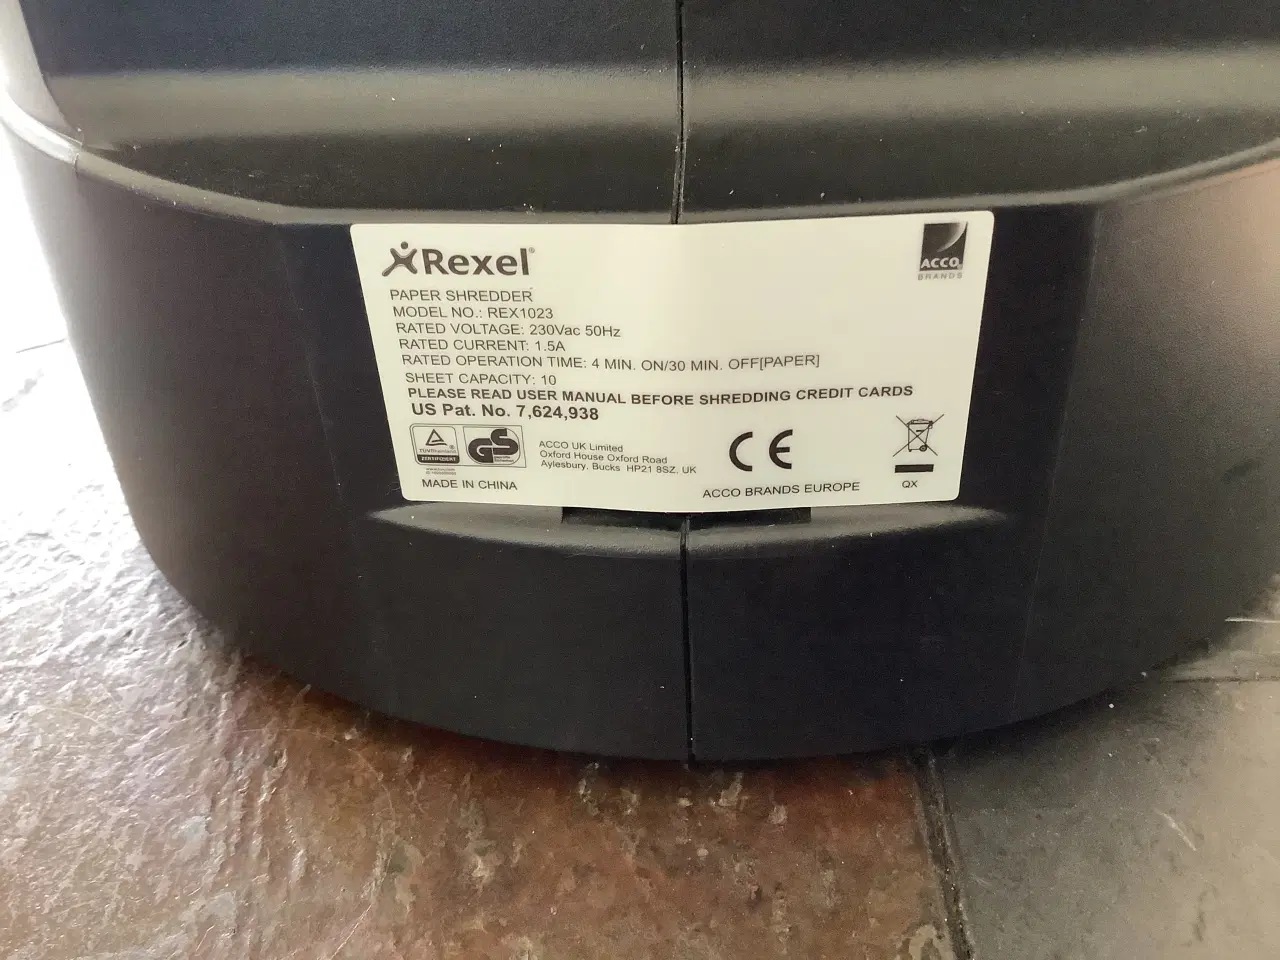 Rexel®
ACCO®
BRANDS
PAPER SHREDDER
MODEL NO.: REX1023
RATED VOLTAGE: 230Vac 50Hz
RATED CURRENT: 1.5A
RATED OPERATION TIME: 4 MIN. ON/30 MIN. OFF[PAPER]
SHEET CAPACITY: 10
PLEASE READ USER MANUAL BEFORE SHREDDING CREDIT CARDS
US Pat. No. 7,624,938
ZERTIFIZIERT
GS
ACCO UK Limited
Oxford House Oxford Road
Aylesbury, Bucks HP21 8SZ. UK
CE
MADE IN CHINA
ACCO BRANDS EUROPE
QX